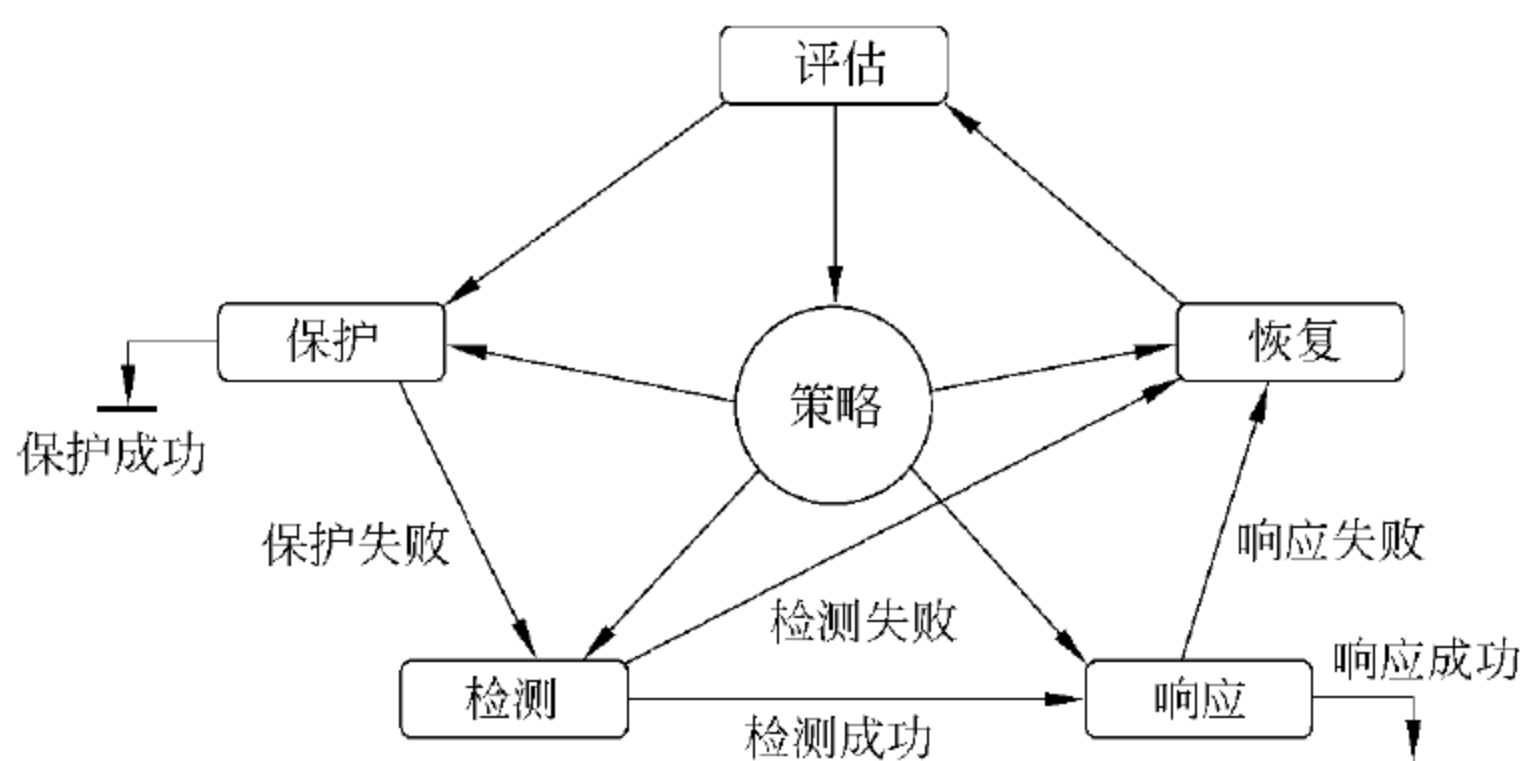 评估
保护
恢复
策略
保护成功
保护失败
响应失败
检测失败
响应成功
检测
响应
检测成功